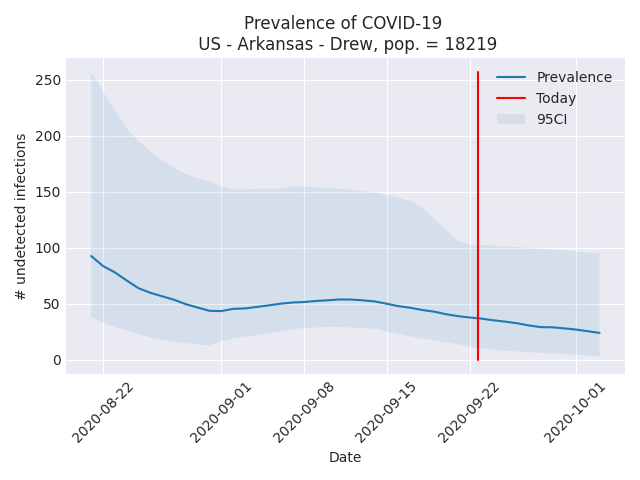 Prevalence of COVID-19
US - Arkansas - Drew, pop. = 18219
Prevalence
Today
95CI
# undetected infections
250
200
150
100
50
0
2020-08-22
2020-09-01
2020-09-08
2020-09-15
2020-09-22
2020-10-01
Date